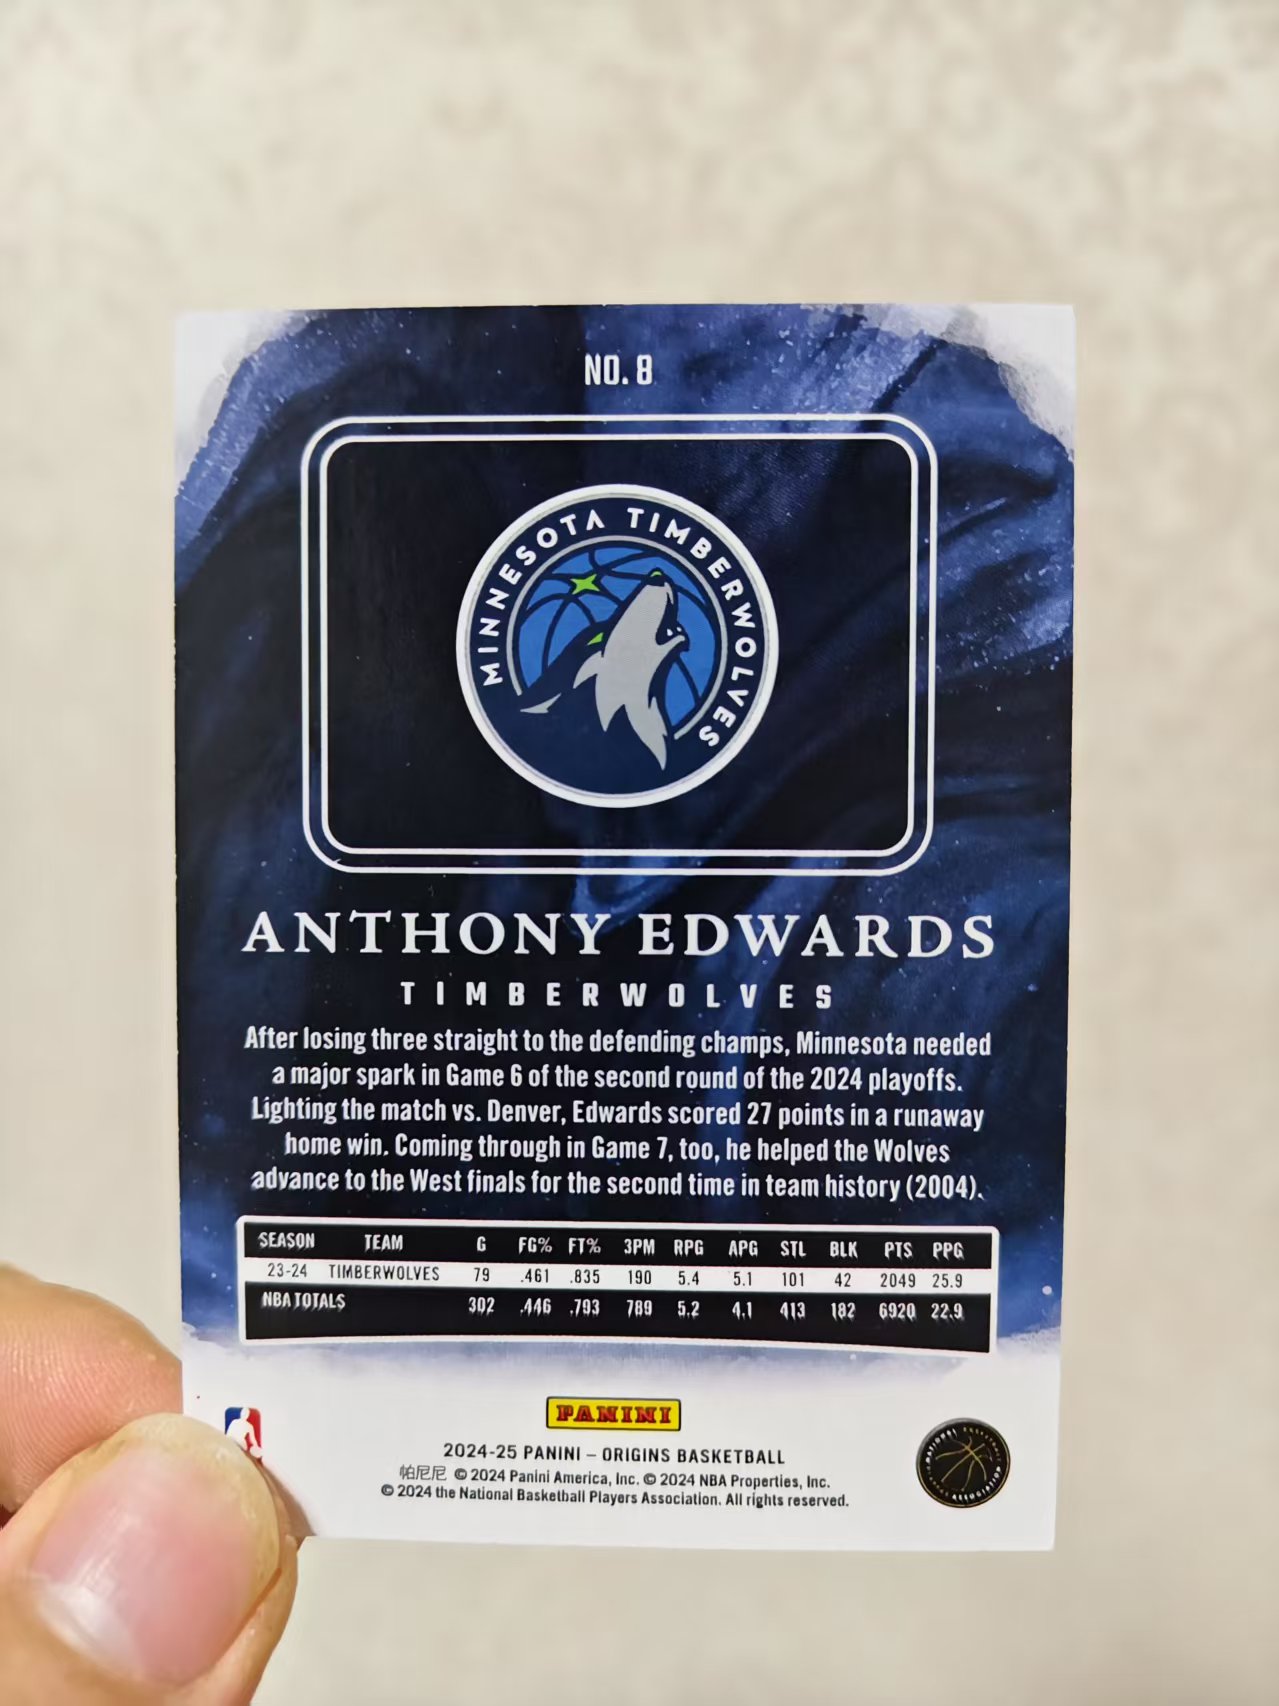 NO. 8
MINNESOTA TIMBERWOLVES
ANTHONY EDWARDS
TIMBERWOLVES
After losing three straight to the defending champs, Minnesota needed
a major spark in Game 6 of the second round of the 2024 playoffs.
Lighting the match vs. Denver, Edwards scored 27 points in a runaway
home win. Coming through in Game 7, too, he helped the Wolves
advance to the West finals for the second time in team history (2004).
SEASON TEAM G FG% FT% 3PM RPG APG STL BLK PTS PPG
23-24 TIMBERWOLVES 79 .461 .835 190 5.4 5.1 101 42 2049 25.9
NBA TOTALS 302 .446 .793 789 5.2 4.1 413 182 6920 22.9
PANINI
2024-25 PANINI – ORIGINS BASKETBALL
帕尼尼 © 2024 Panini America, Inc. © 2024 NBA Properties, Inc.
© 2024 the National Basketball Players Association. All rights reserved.
NATIONAL BASKETBALL PLAYERS ASSOCIATION